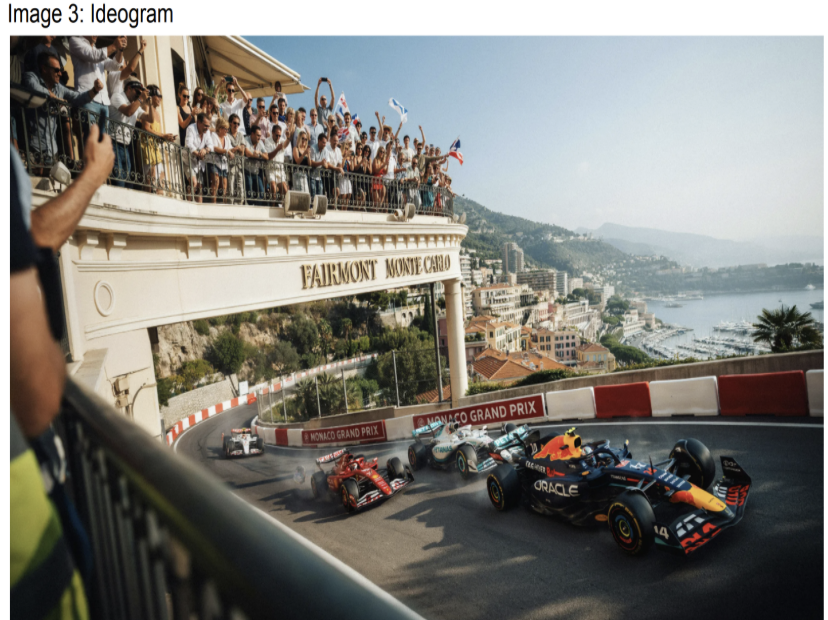 Image 3: Ideogram
FAIRMONT MONTE CARLO
MONACO GRAND PRIX
MONACO GRAND PRIX
ORACLE